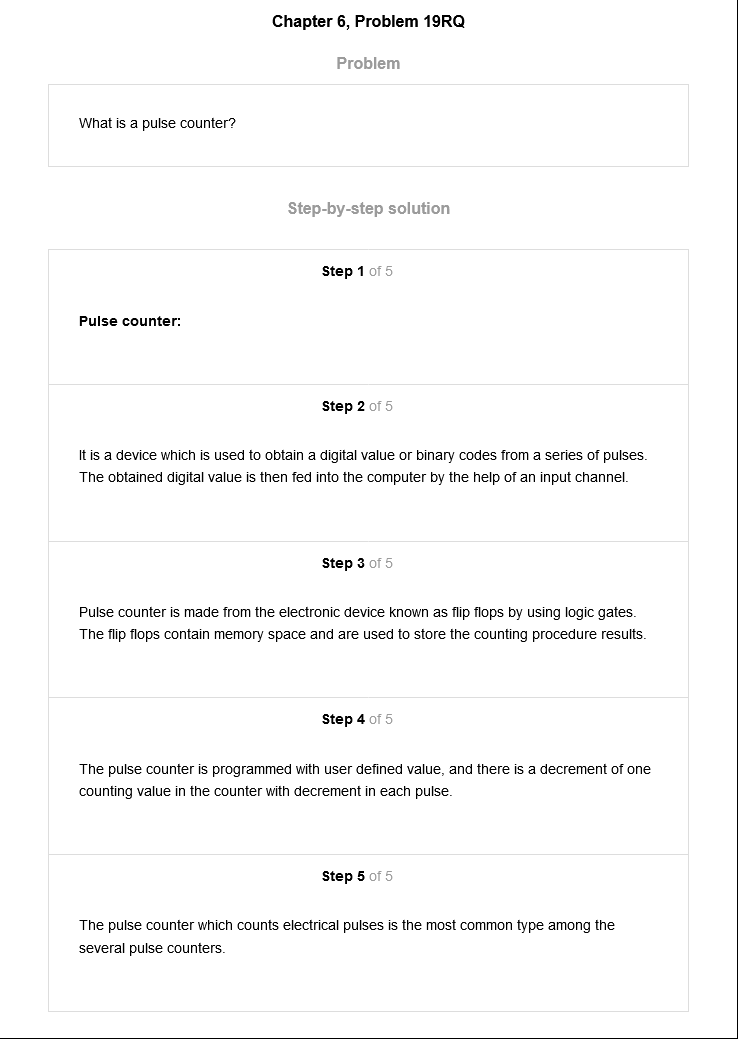 Chapter 6, Problem 19RQ
Problem
What is a pulse counter?
Step-by-step solution
Step 1 of 5
Pulse counter:
Step 2 of 5
It is a device which is used to obtain a digital value or binary codes from a series of pulses.
The obtained digital value is then fed into the computer by the help of an input channel.
Step 3 of 5
Pulse counter is made from the electronic device known as flip flops by using logic gates.
The flip flops contain memory space and are used to store the counting procedure results.
Step 4 of 5
The pulse counter is programmed with user defined value, and there is a decrement of one
counting value in the counter with decrement in each pulse.
Step 5 of 5
The pulse counter which counts electrical pulses is the most common type among the
several pulse counters.